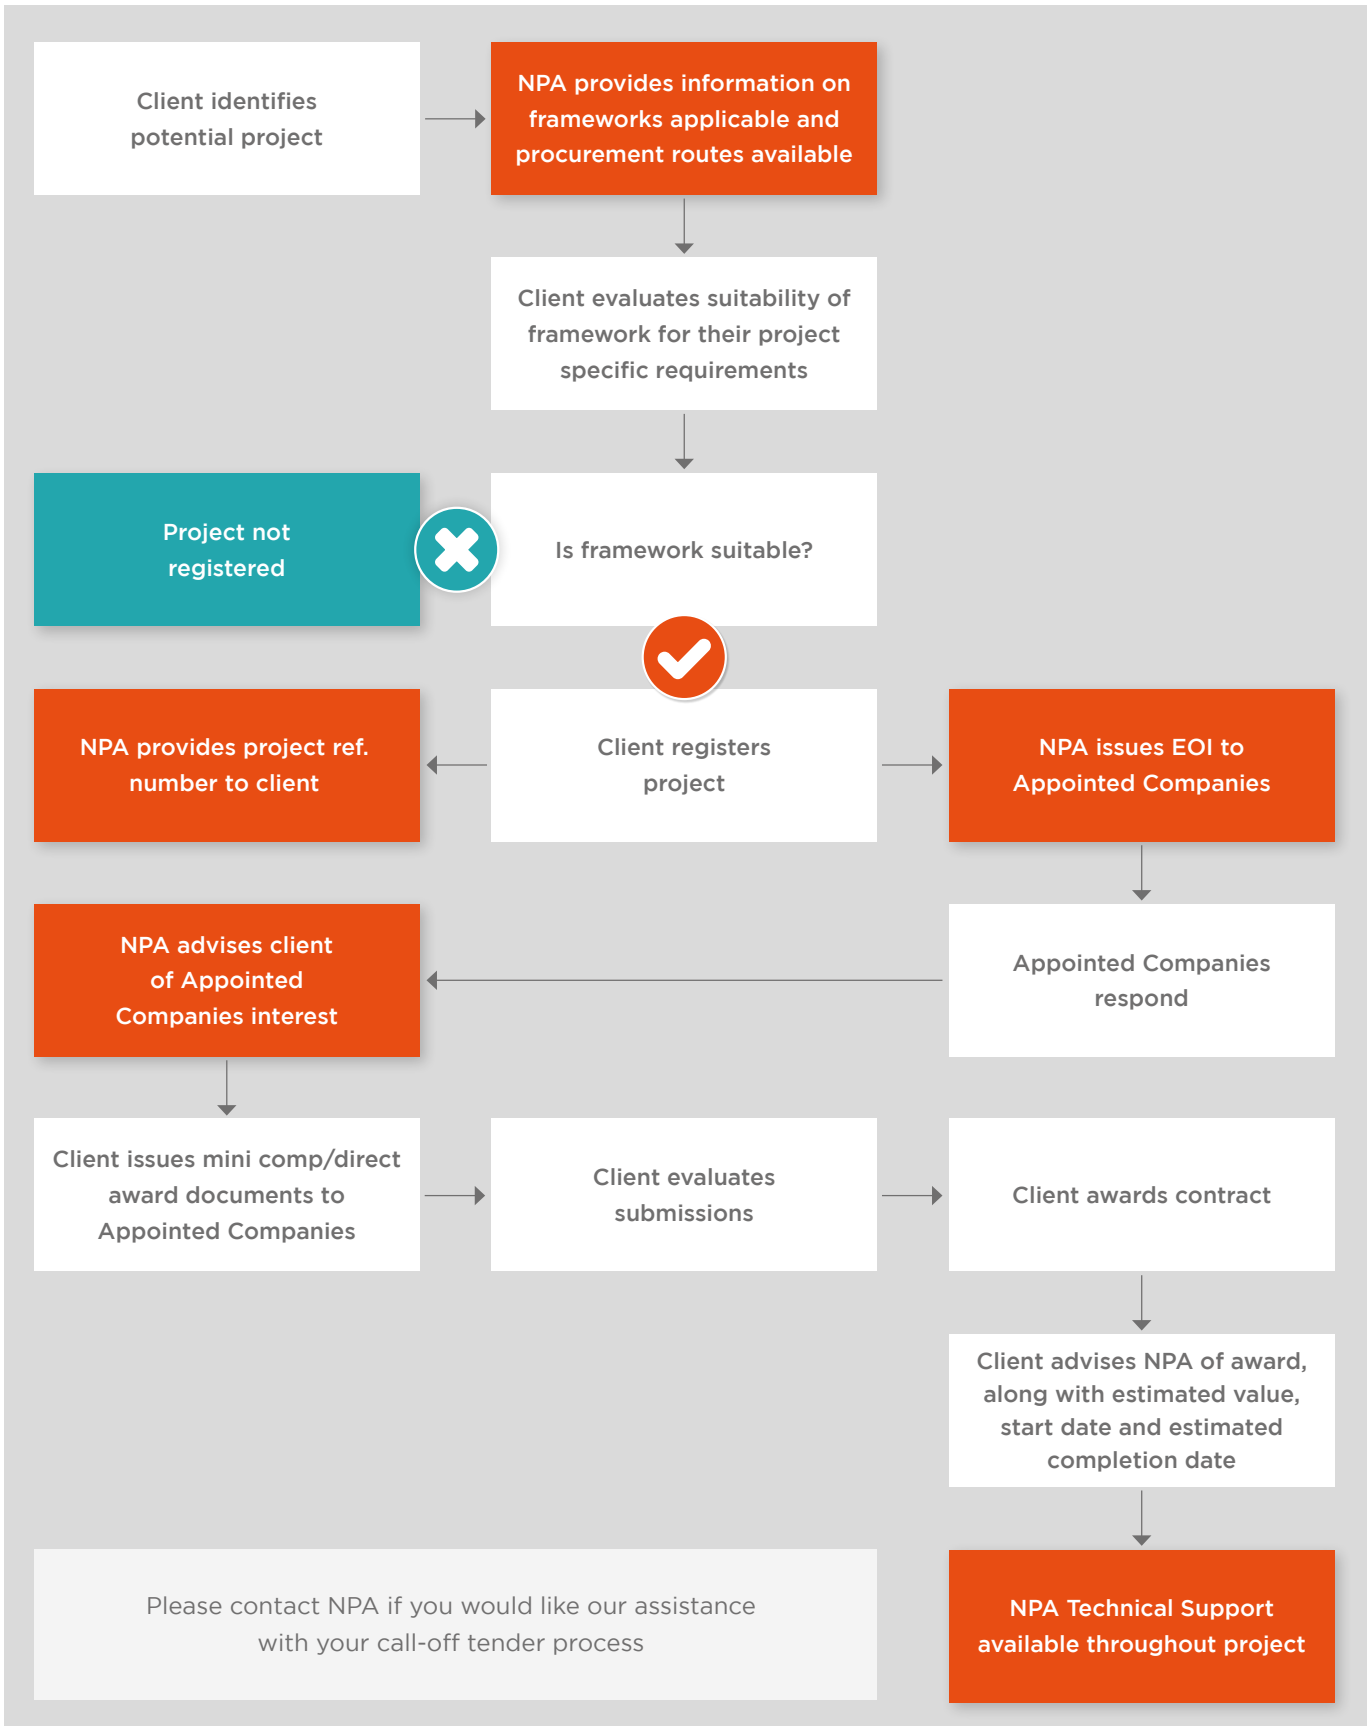 Client identifies
potential project
NPA provides information on
frameworks applicable and
procurement routes available
Client evaluates suitability of
framework for their project
specific requirements
Project not
registered
Is framework suitable?
NPA provides project ref.
number to client
Client registers
project
NPA issues EOI to
Appointed Companies
NPA advises client
of Appointed
Companies interest
Appointed Companies
respond
Client issues mini comp/direct
award documents to
Appointed Companies
Client evaluates
submissions
Client awards contract
Client advises NPA of award,
along with estimated value,
start date and estimated
completion date
Please contact NPA if you would like our assistance
with your call-off tender process
NPA Technical Support
available throughout project